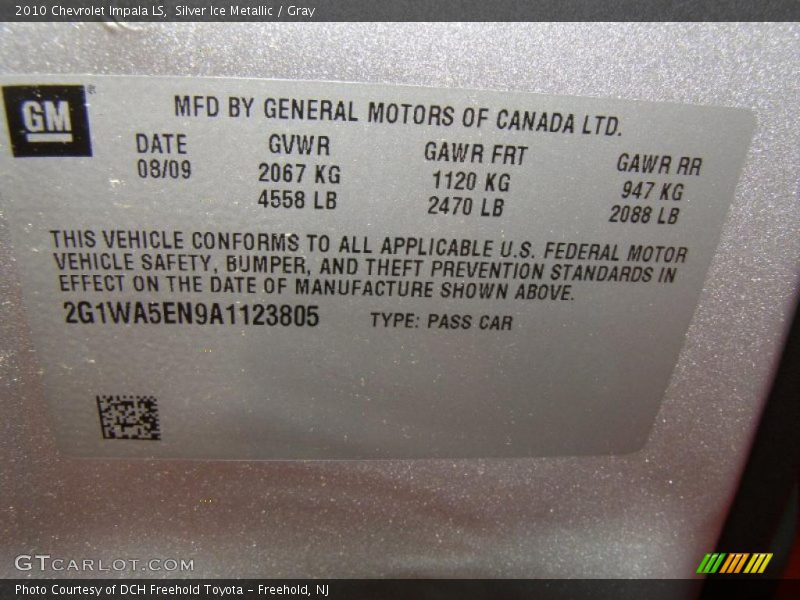 2010 Chevrolet Impala LS, Silver Ice Metallic / Gray
GM®
MFD BY GENERAL MOTORS OF CANADA LTD.
DATE GVWR GAWR FRT GAWR RR
08/09 2067 KG 1120 KG 947 KG
4558 LB 2470 LB 2088 LB
THIS VEHICLE CONFORMS TO ALL APPLICABLE U.S. FEDERAL MOTOR
VEHICLE SAFETY, BUMPER, AND THEFT PREVENTION STANDARDS IN
EFFECT ON THE DATE OF MANUFACTURE SHOWN ABOVE.
2G1WA5EN9A1123805 TYPE: PASS CAR
GTCARLOT.COM
Photo Courtesy of DCH Freehold Toyota - Freehold, NJ